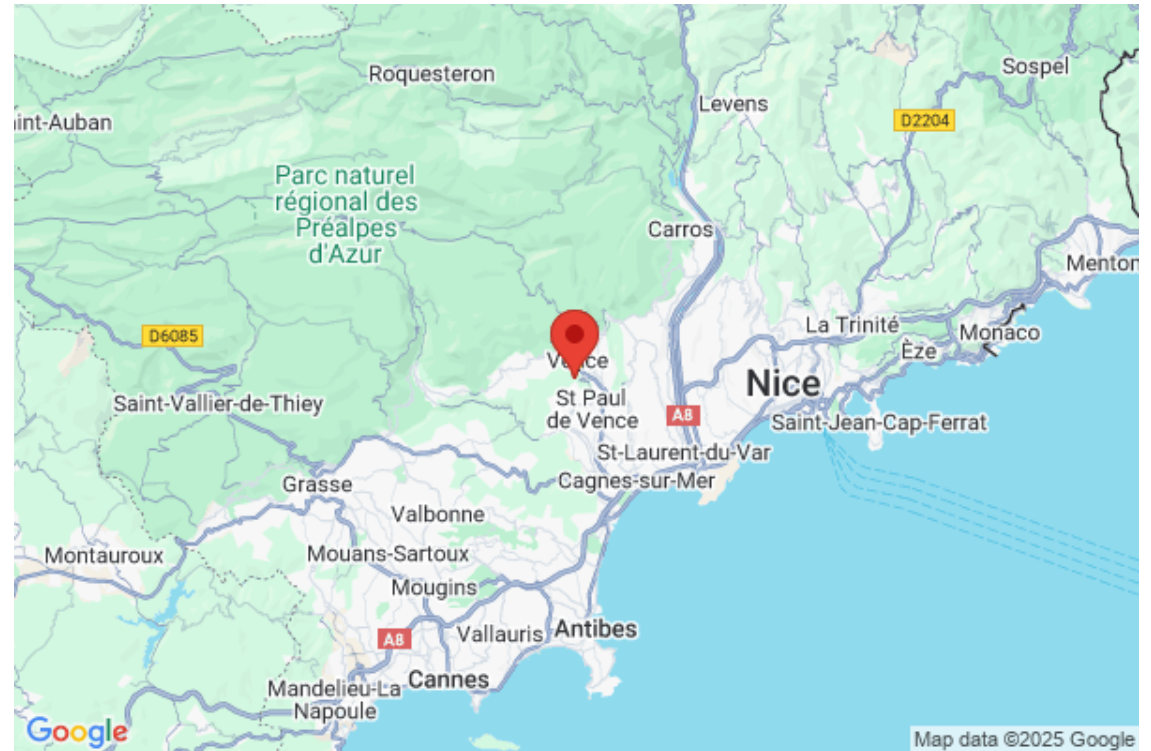 Roquesteron
Sospel
Levens
int-Auban
D2204
Parc naturel
régional des
Préalpes
d'Azur
Carros
Menton
D6085
La Trinité
Monaco
Èze
Vence
Nice
St Paul
de Vence
Saint-Vallier-de-Thiey
A8
Saint-Jean-Cap-Ferrat
St-Laurent-du-Var
Cagnes-sur-Mer
Grasse
Valbonne
Montauroux
Mouans-Sartoux
Mougins
A8
Vallauris
Antibes
Cannes
Mandelieu-La
Napoule
Google
Map data ©2025 Google